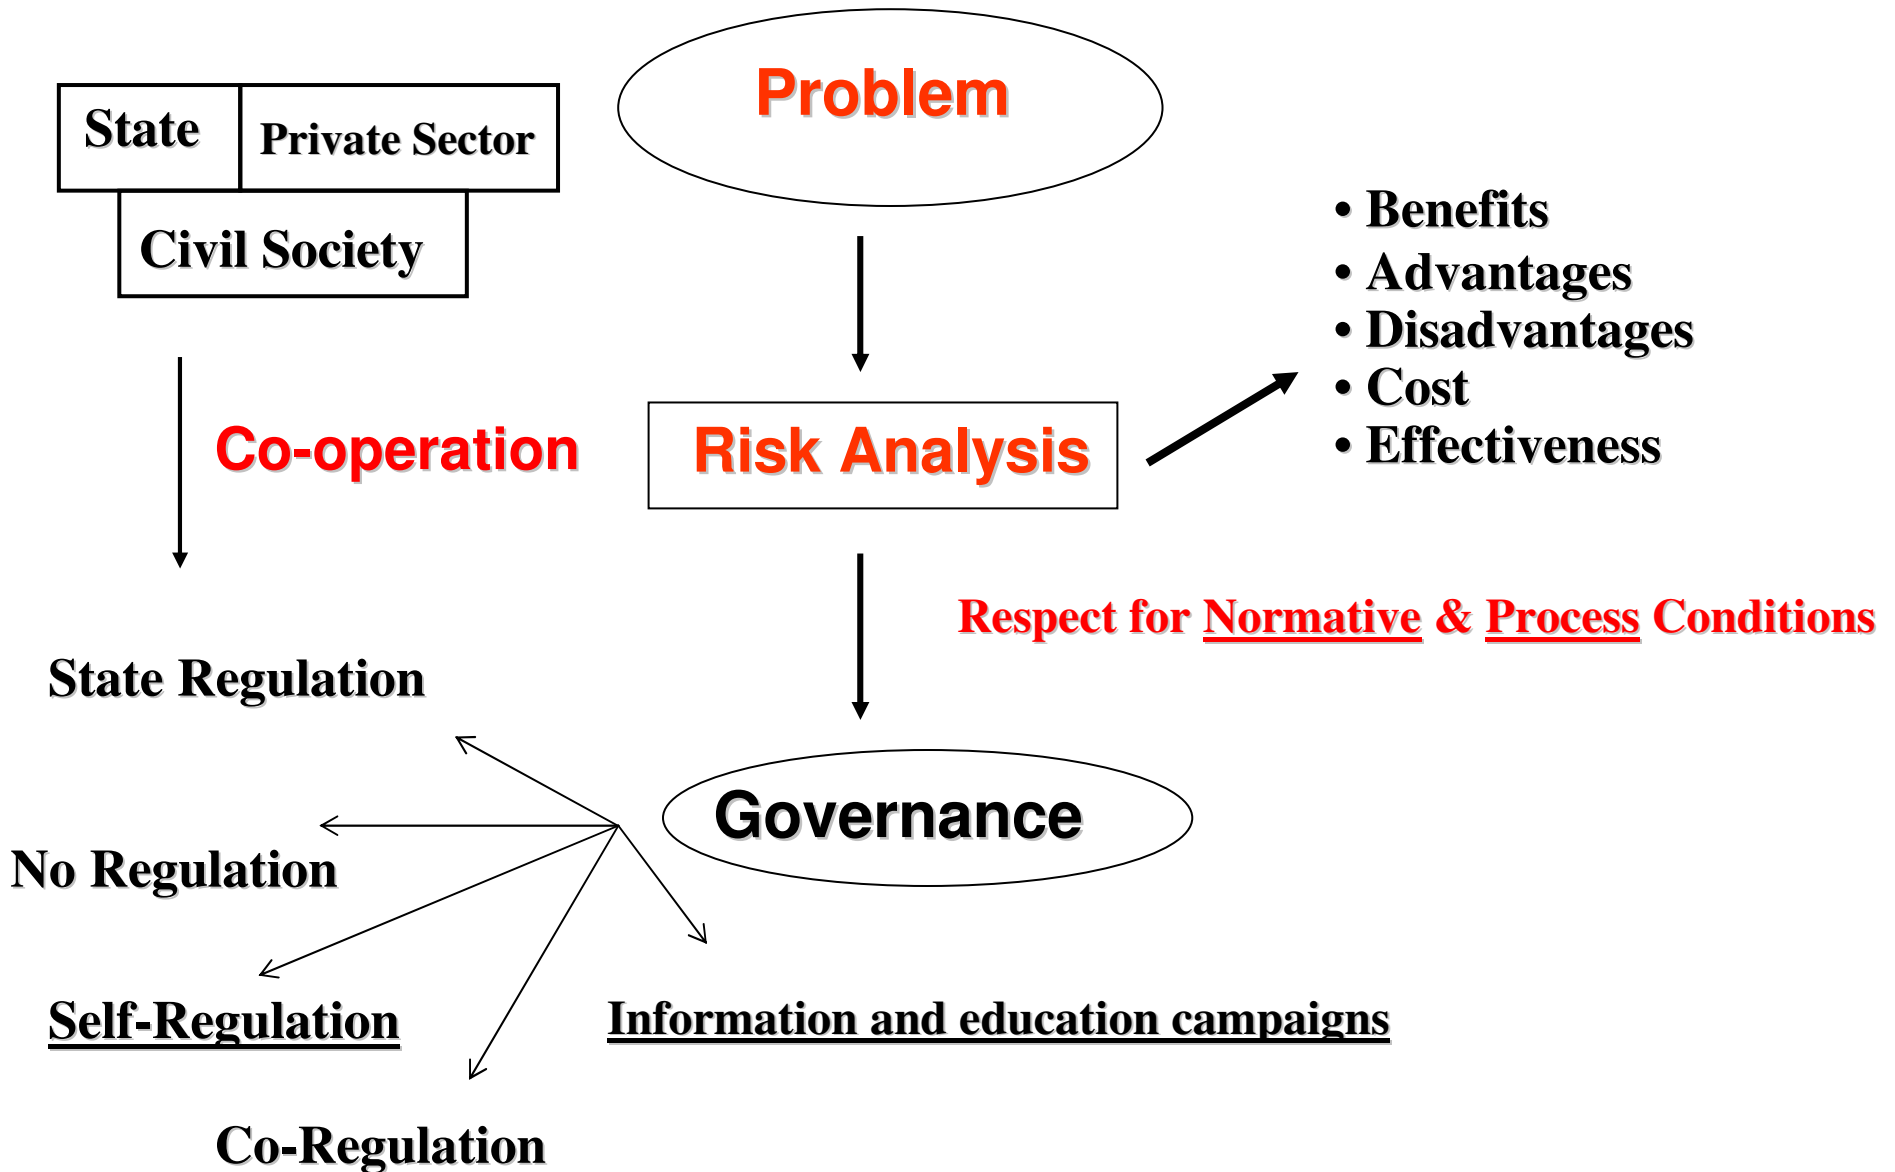 Problem
State
Private Sector
Civil Society
• Benefits
• Advantages
• Disadvantages
• Cost
• Effectiveness
Co-operation
Risk Analysis
Respect for Normative & Process Conditions
State Regulation
Governance
No Regulation
Self-Regulation
Information and education campaigns
Co-Regulation